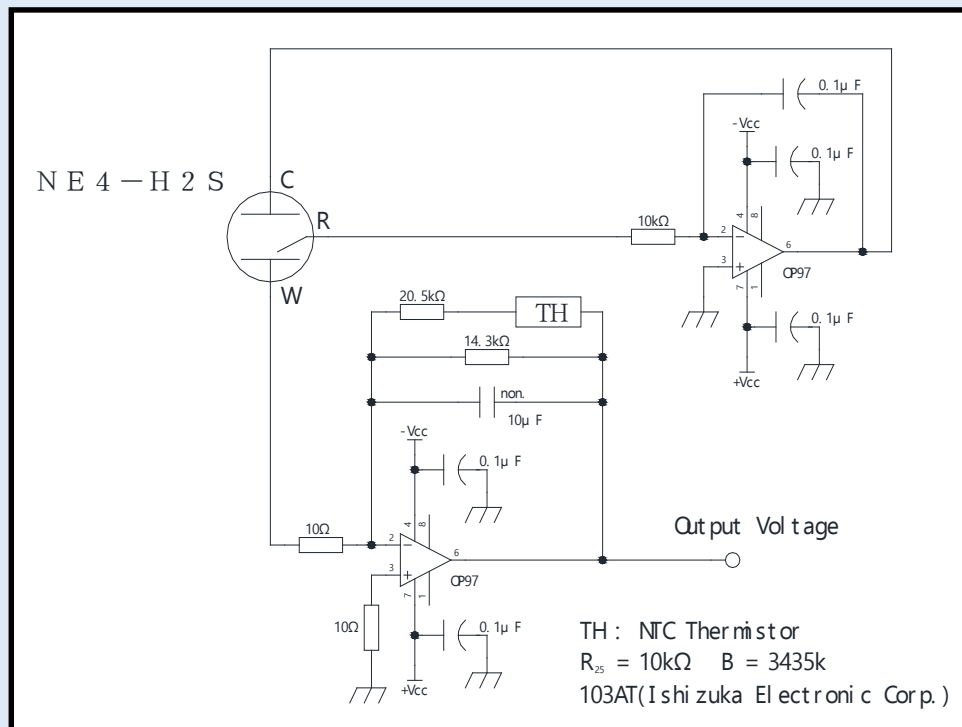 0.1μF
-Vcc
0.1μF
NE4-H2S
C
R
10kΩ
4
8
2
-
6
3
+
OP97
7
1
W
20.5kΩ
TH
0.1μF
14.3kΩ
+Vcc
non.
10μF
-Vcc
0.1μF
Output Voltage
10Ω
4
8
2
-
6
3
+
OP97
7
1
10Ω
0.1μF
+Vcc
TH: NTC Thermistor
R₂₅ = 10kΩ B = 3435k
103AT(Ishizuka Electronic Corp.)